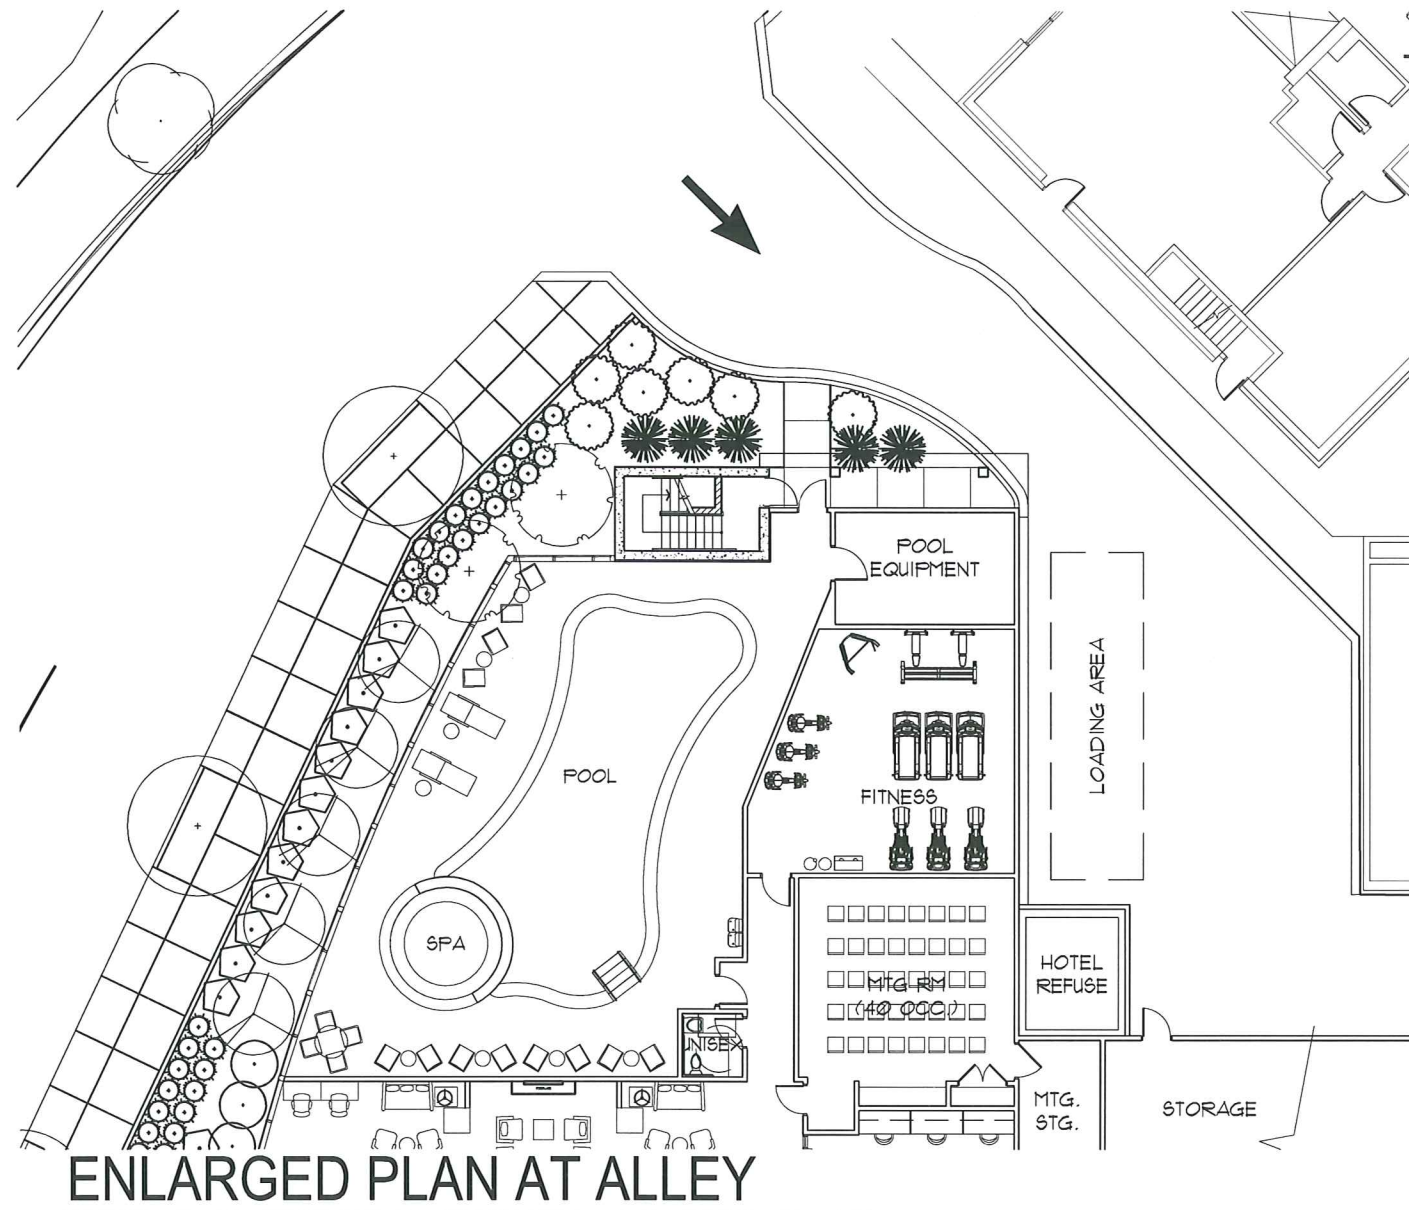 POOL
EQUIPMENT
LOADING AREA
POOL
FITNESS
SPA
MTG RM
(40 OCC.)
HOTEL
REFUSE
UNISEX
MTG.
STG.
STORAGE
ENLARGED PLAN AT ALLEY